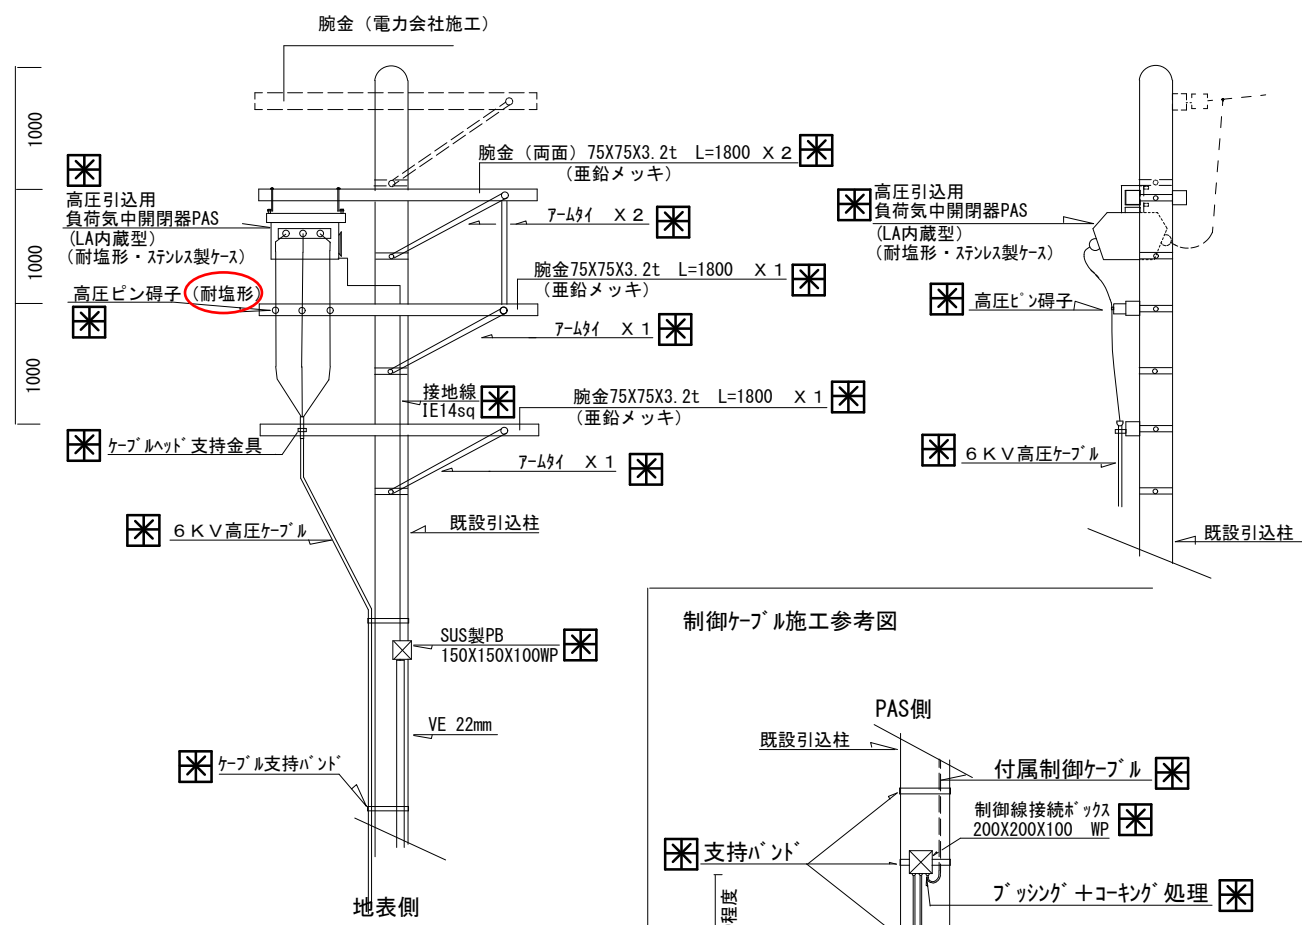 腕金（電力会社施工）
1000
1000
1000
高圧引込用
負荷気中開閉器PAS
(LA内蔵型)
(耐塩形・ｽﾃﾝﾚｽ製ｹｰｽ)
高圧ピン碍子（耐塩形）
腕金（両面）75X75X3.2t L=1800 X 2
(亜鉛メッキ)
ｱｰﾑﾀｲ X 2
腕金75X75X3.2t L=1800 X 1
(亜鉛メッキ)
ｱｰﾑﾀｲ X 1
接地線
IE14sq
腕金75X75X3.2t L=1800 X 1
(亜鉛メッキ)
ｹｰﾌﾞﾙﾍｯﾄﾞ支持金具
ｱｰﾑﾀｲ X 1
６ＫＶ高圧ｹｰﾌﾞﾙ
既設引込柱
SUS製PB
150X150X100WP
VE 22mm
ｹｰﾌﾞﾙ支持ﾊﾞﾝﾄﾞ
地表側
高圧引込用
負荷気中開閉器PAS
(LA内蔵型)
(耐塩形・ｽﾃﾝﾚｽ製ｹｰｽ)
高圧ﾋﾟﾝ碍子
６ＫＶ高圧ｹｰﾌﾞﾙ
既設引込柱
制御ｹｰﾌﾞﾙ施工参考図
PAS側
既設引込柱
付属制御ｹｰﾌﾞﾙ
制御線接続ﾎﾞｯｸｽ
200X200X100 WP
支持ﾊﾞﾝﾄﾞ
ﾌﾞｯｼﾝｸﾞ＋ｺｰｷﾝｸﾞ処理
程度